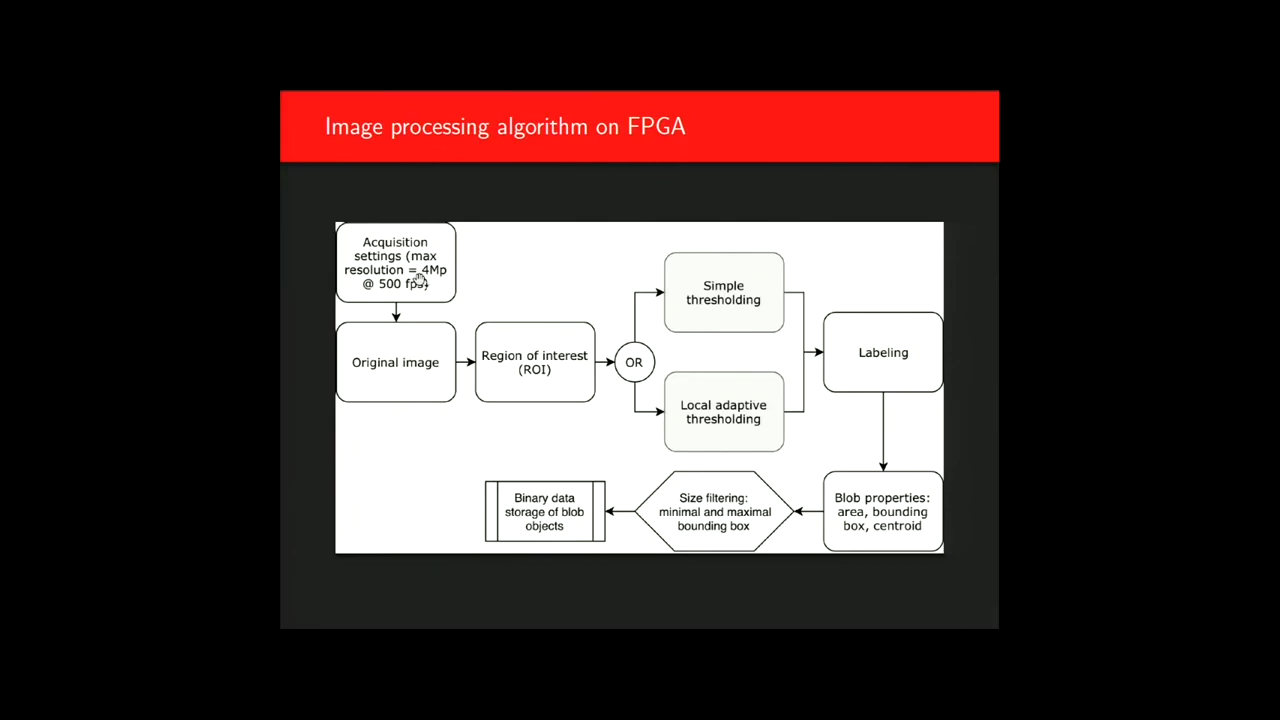 Image processing algorithm on FPGA
Acquisition
settings (max
resolution = 4Mp
@ 500 fps)
Original image
Region of interest
(ROI)
OR
Simple
thresholding
Local adaptive
thresholding
Labeling
Blob properties:
area, bounding
box, centroid
Size filtering:
minimal and maximal
bounding box
Binary data
storage of blob
objects